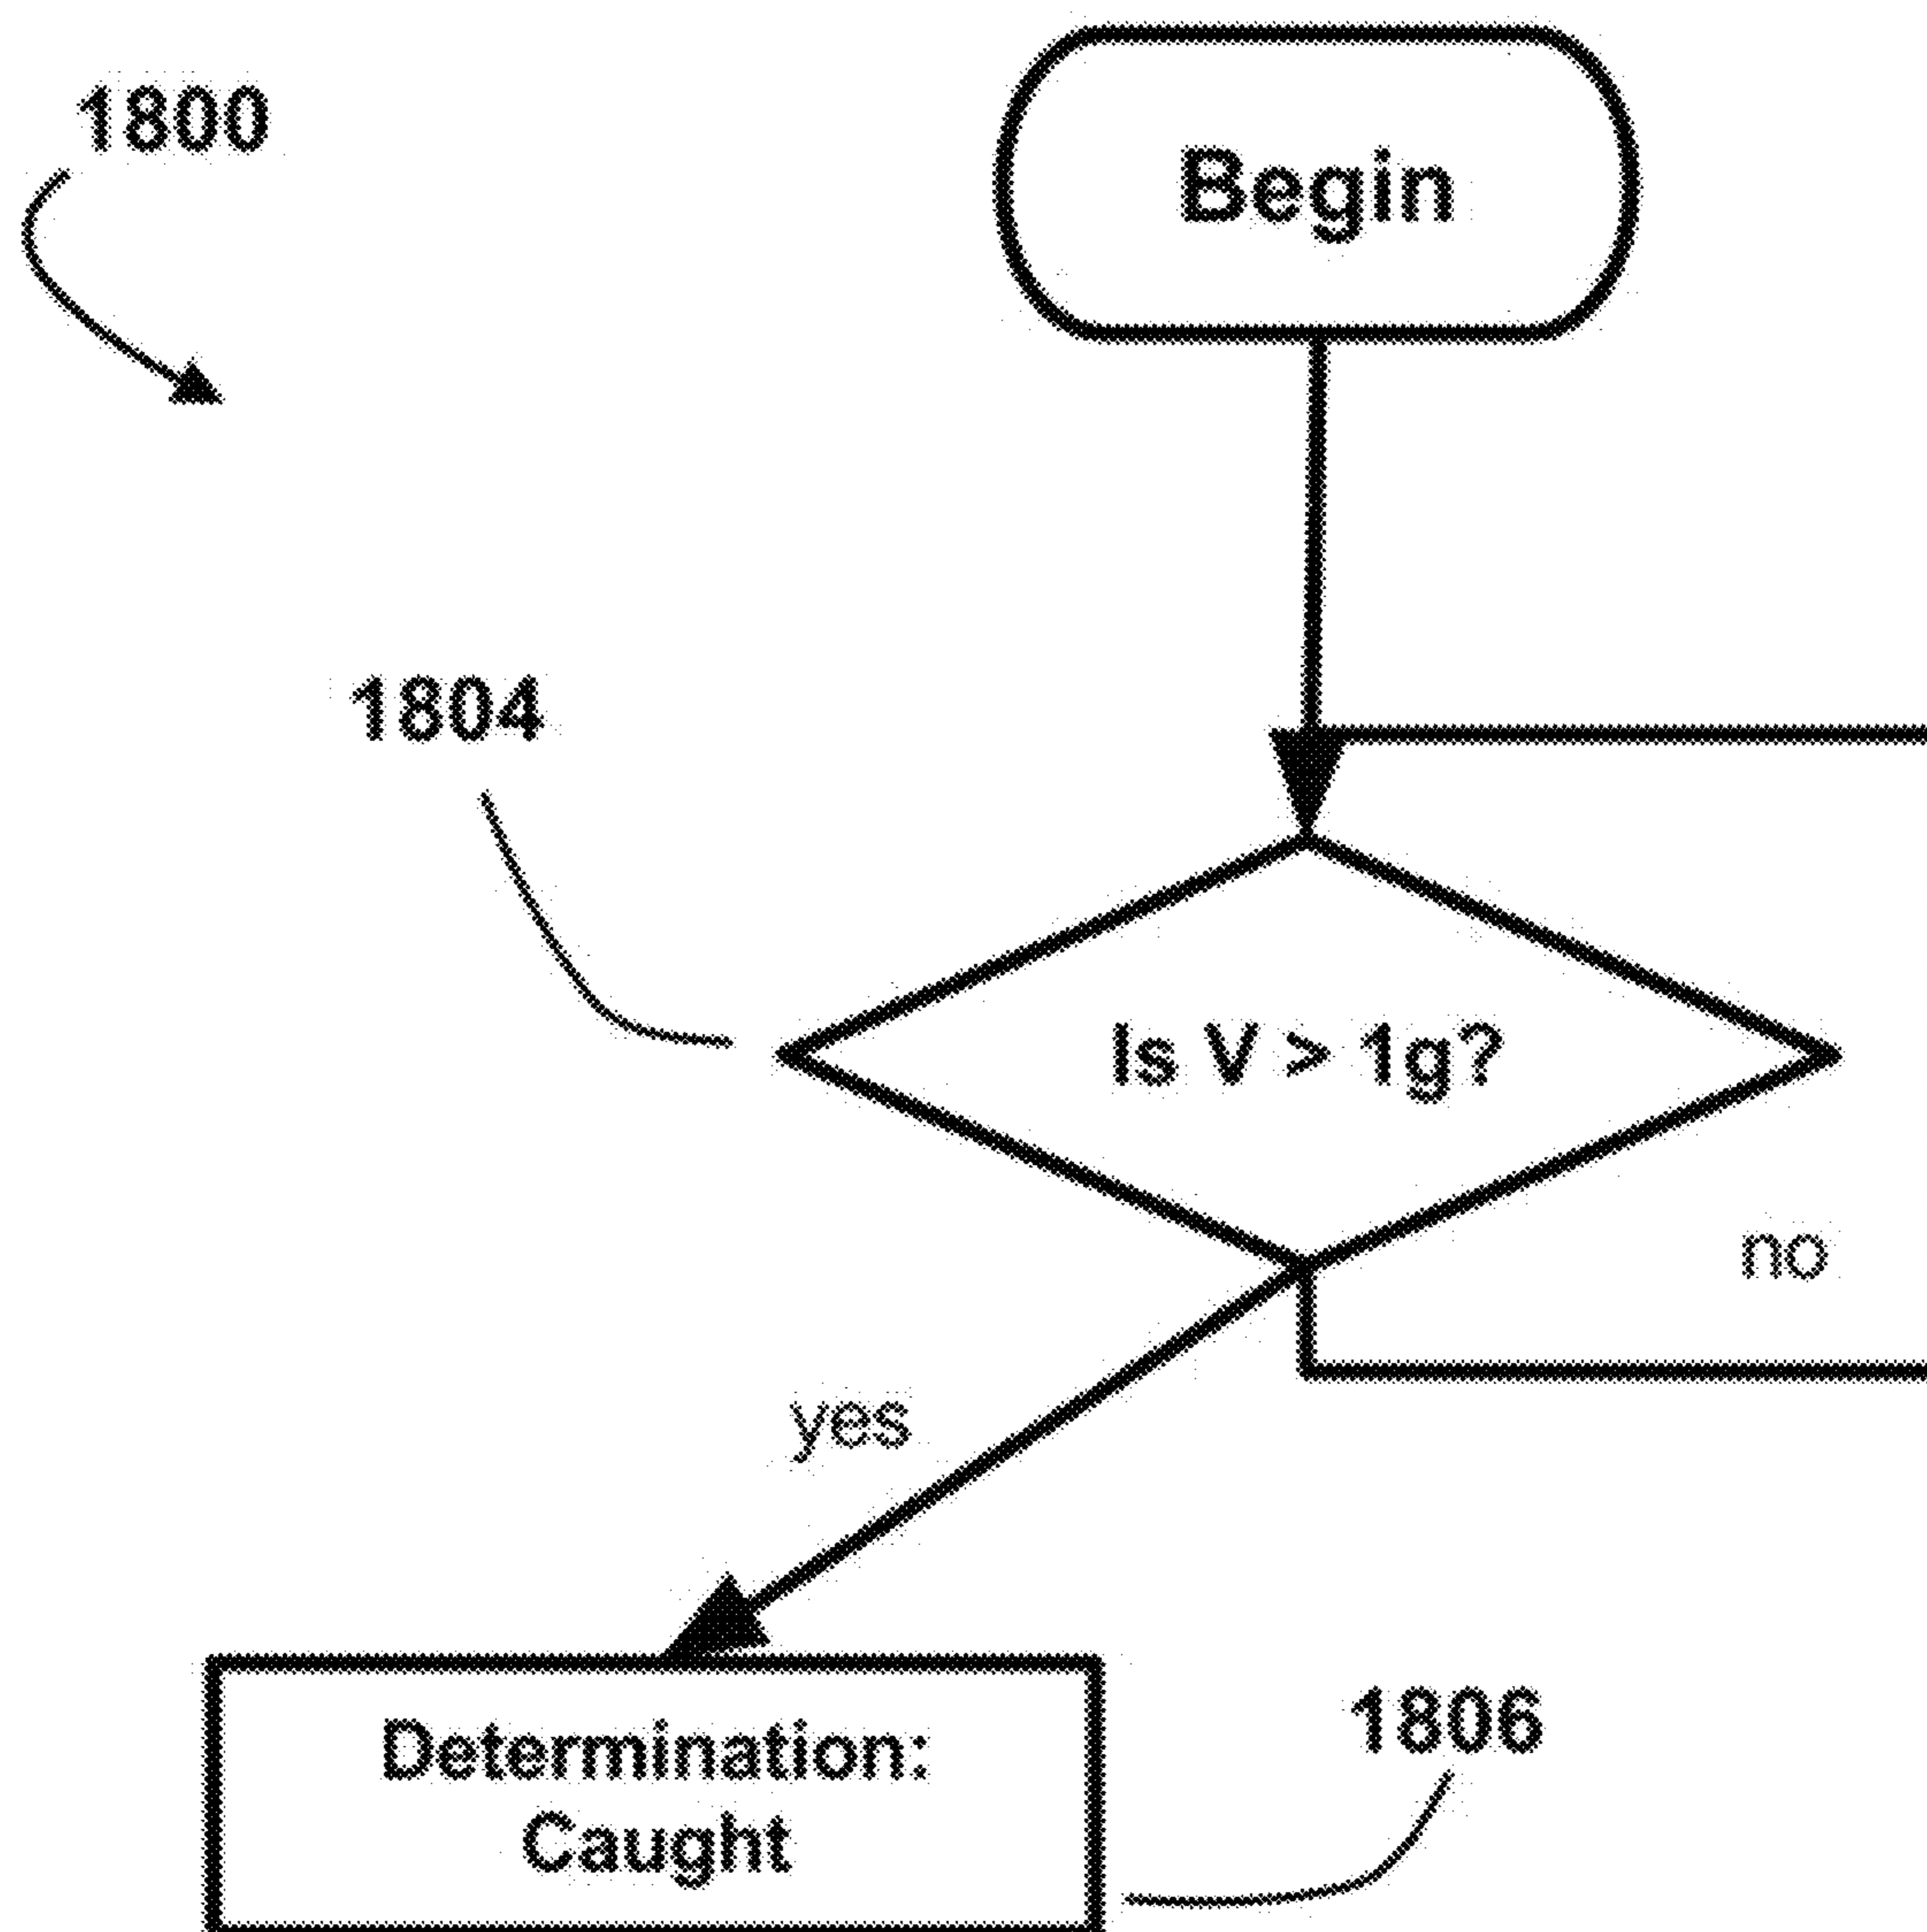 1800
Begin
1804
Is V > 1g?
no
yes
Determination:
Caught
1806